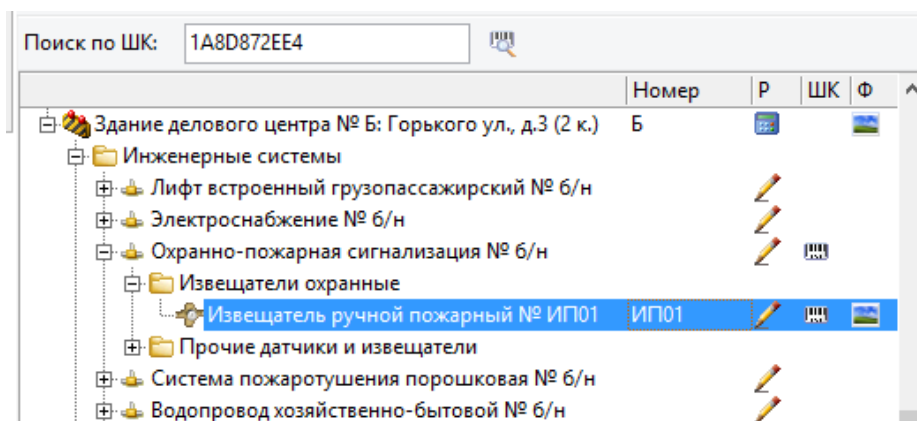 Поиск по ШК: 1A8D872EE4
Номер Р ШК Ф
Здание делового центра № Б: Горького ул., д.3 (2 к.) Б
Инженерные системы
Лифт встроенный грузопассажирский № б/н
Электроснабжение № б/н
Охранно-пожарная сигнализация № б/н
Извещатели охранные
Извещатель ручной пожарный № ИП01 ИП01
Прочие датчики и извещатели
Система пожаротушения порошковая № б/н
Водопровод хозяйственно-бытовой № б/н